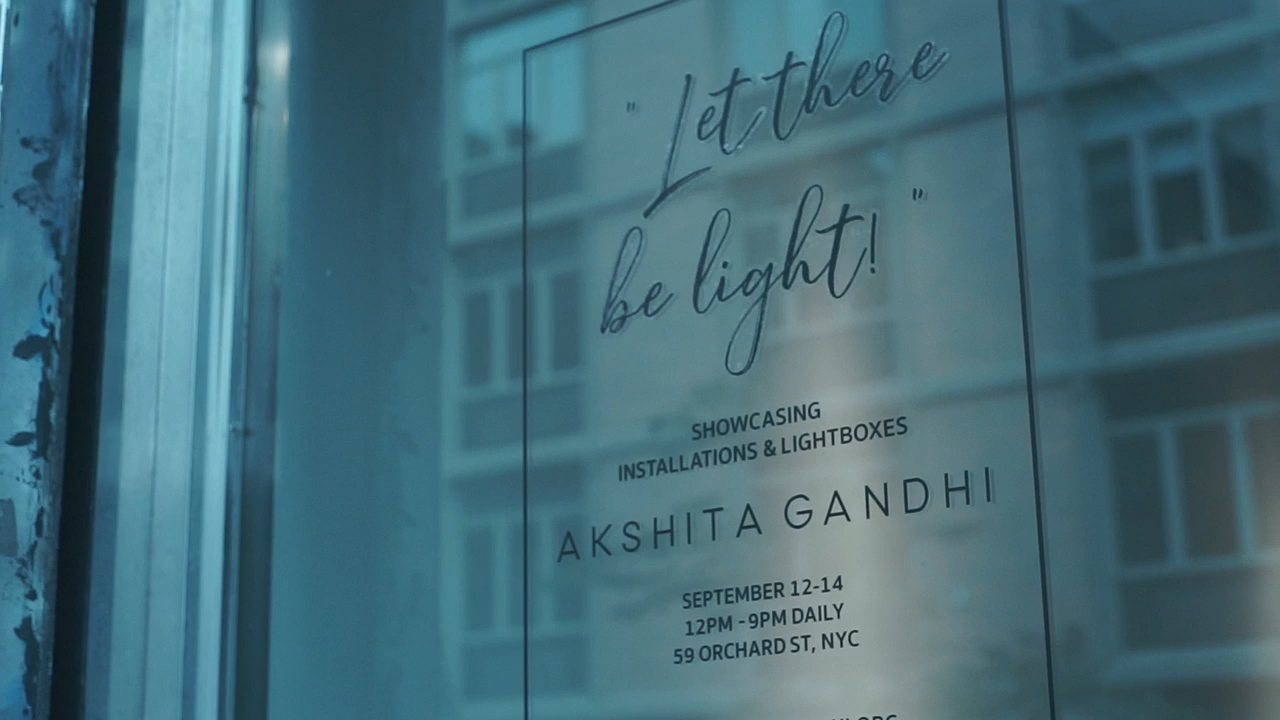 "Let there
be light!"
SHOWCASING
INSTALLATIONS & LIGHTBOXES
AKSHITA GANDHI
SEPTEMBER 12-14
12PM - 9PM DAILY
59 ORCHARD ST, NYC